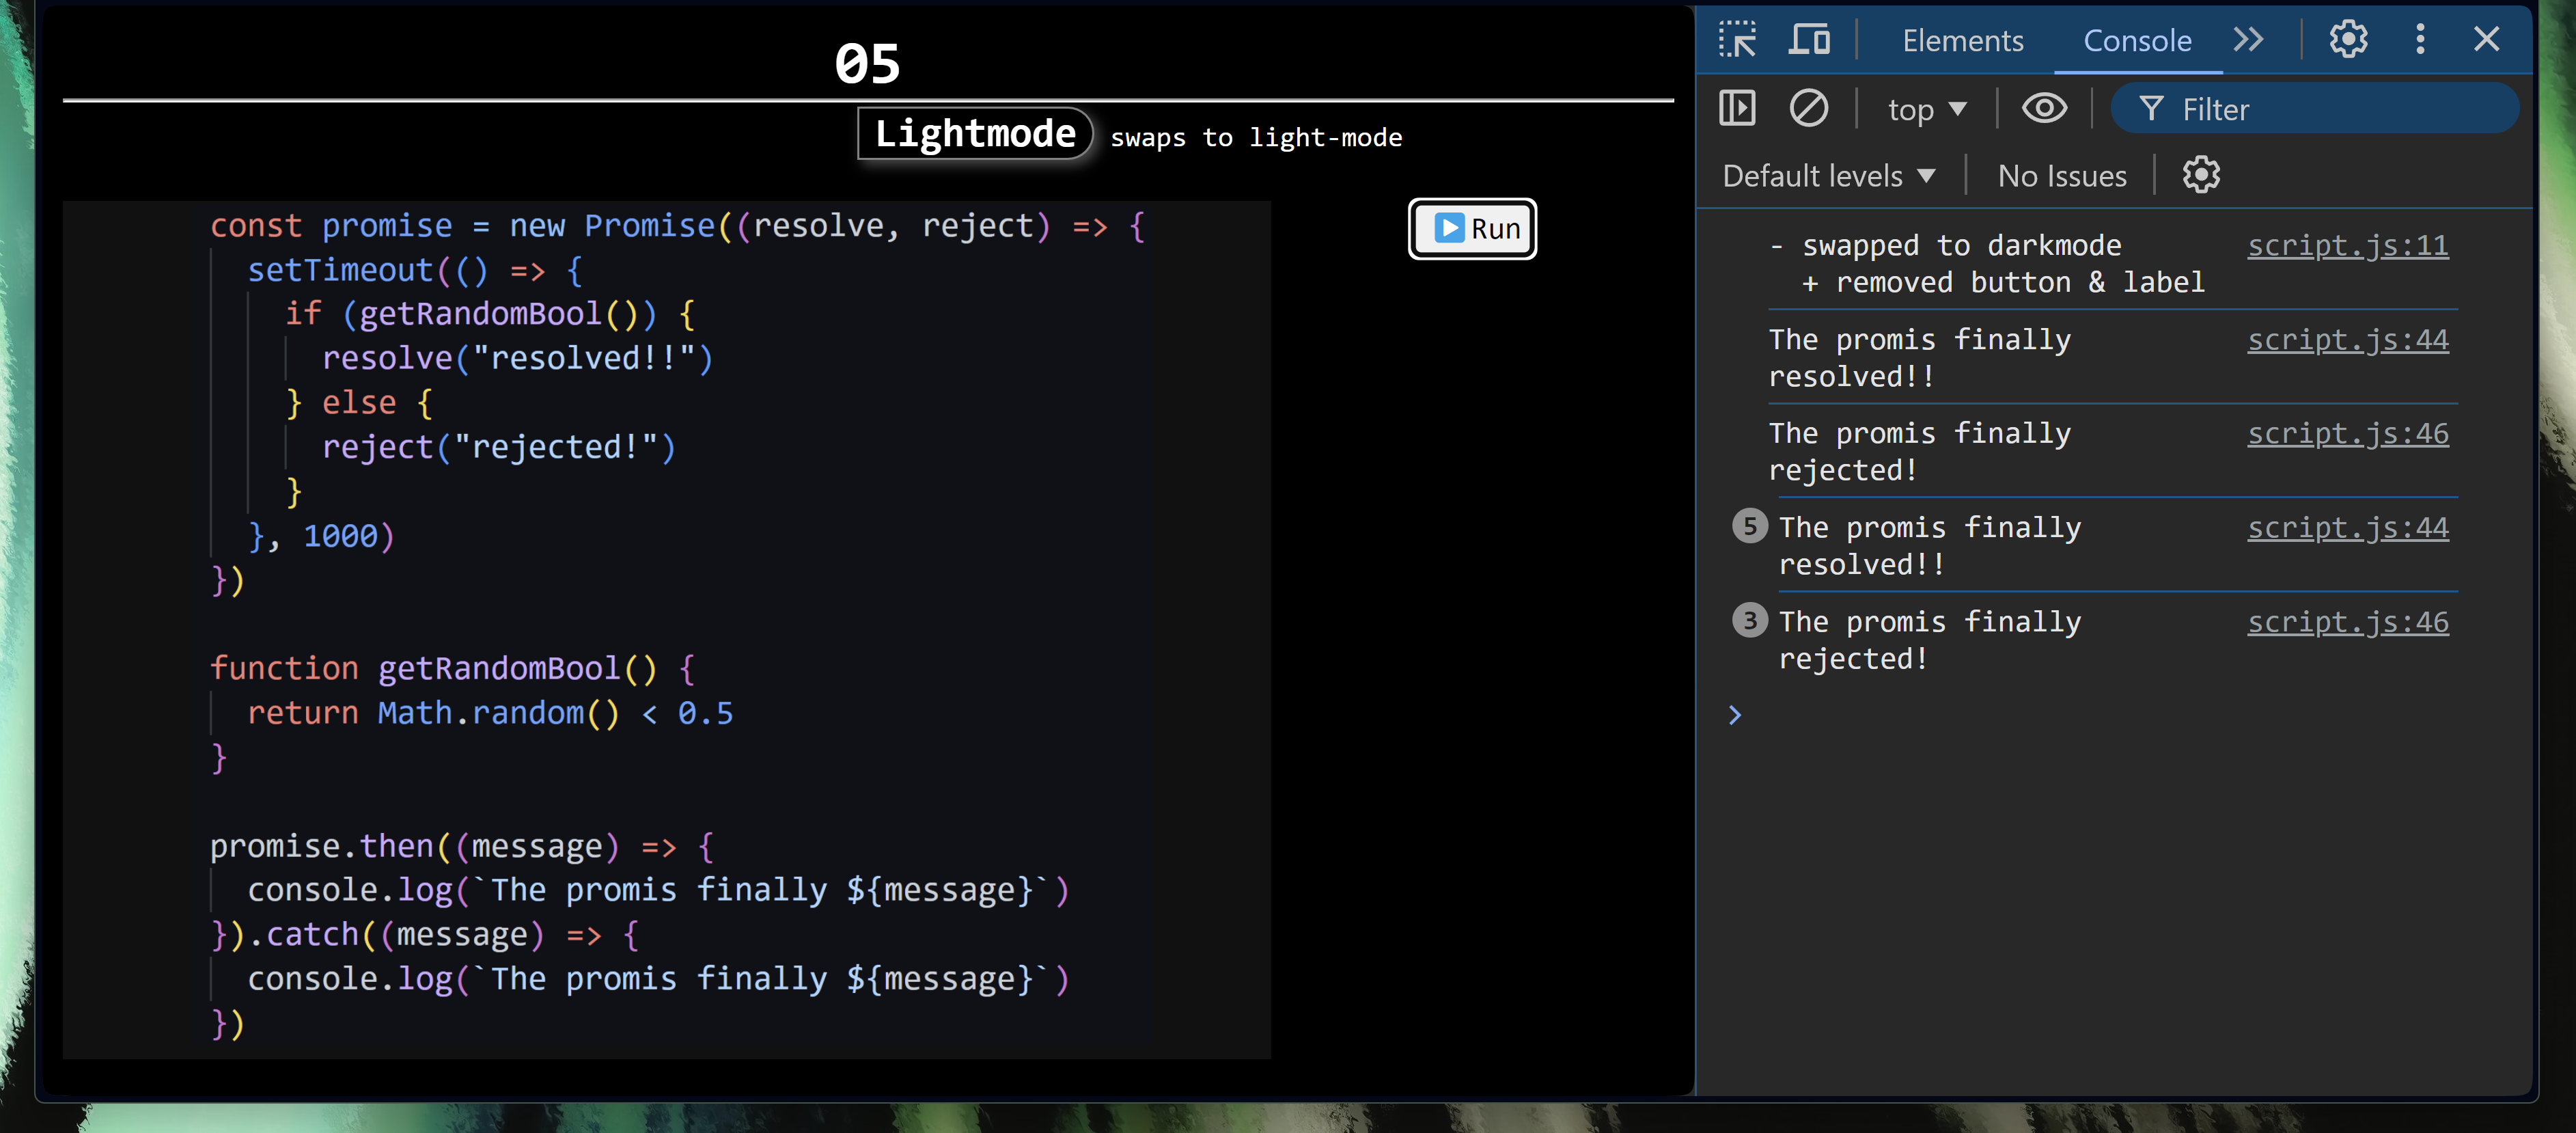 05
Lightmode swaps to light-mode
const promise = new Promise((resolve, reject) => {
  setTimeout(() => {
    if (getRandomBool()) {
      resolve("resolved!!")
    } else {
      reject("rejected!")
    }
  }, 1000)
})
function getRandomBool() {
  return Math.random() < 0.5
}
promise.then((message) => {
  console.log(`The promis finally ${message}`)
}).catch((message) => {
  console.log(`The promis finally ${message}`)
})
Run
Elements Console
top Filter
Default levels No Issues
- swapped to darkmode script.js:11
+ removed button & label
The promis finally script.js:44
resolved!!
The promis finally script.js:46
rejected!
5 The promis finally script.js:44
resolved!!
3 The promis finally script.js:46
rejected!